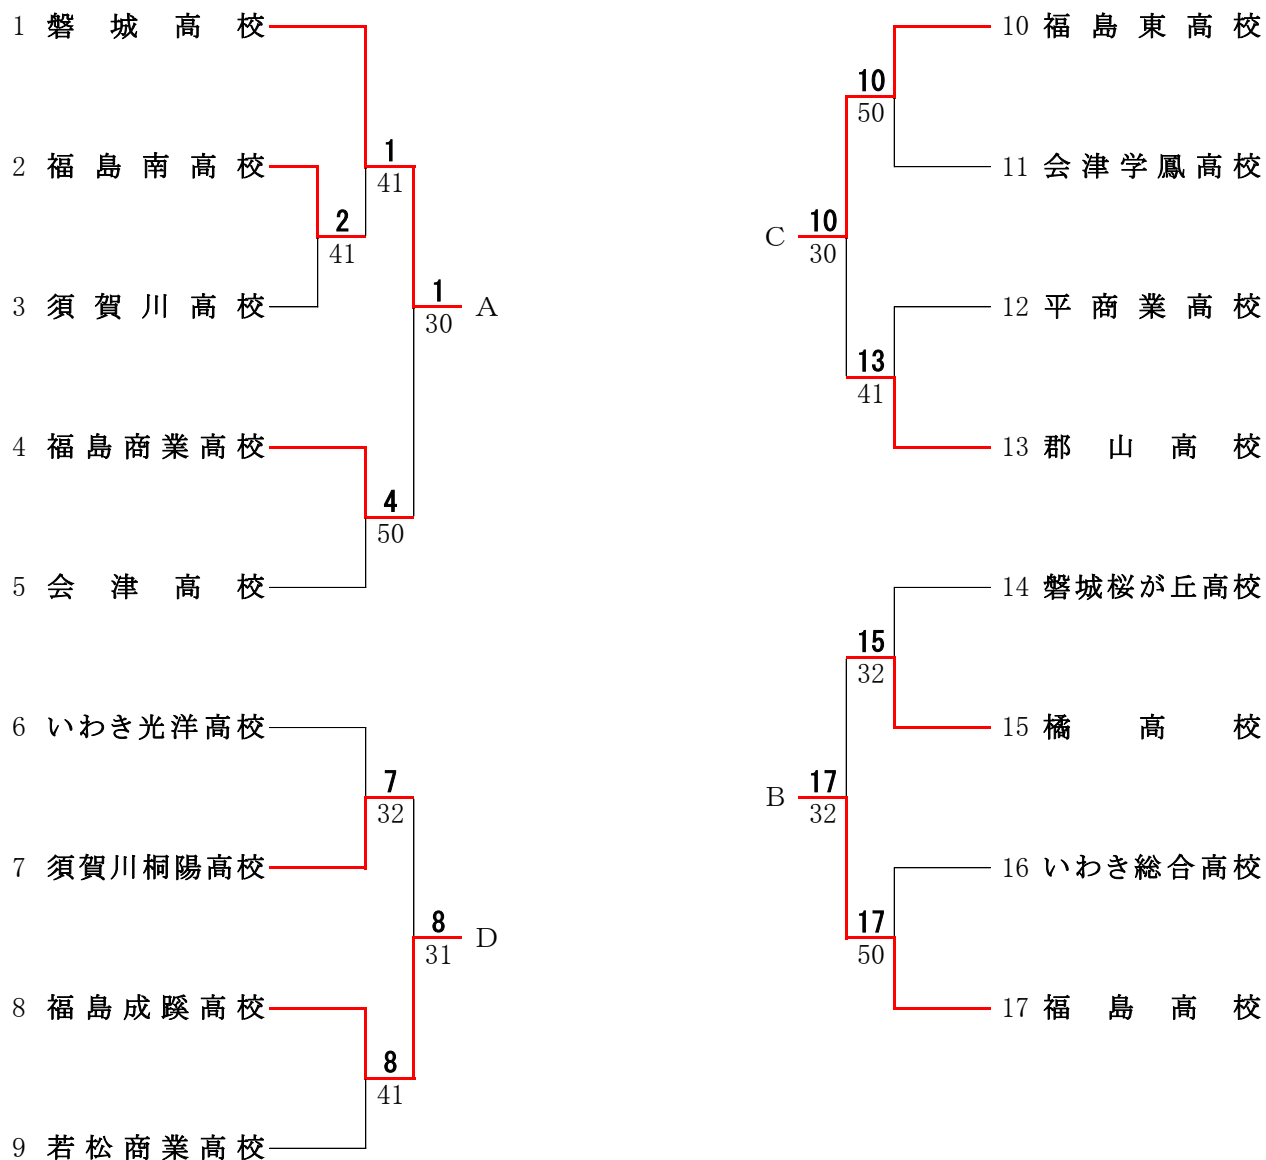 1 磐城高校
2 福島南高校
3 須賀川高校
4 福島商業高校
5 会津高校
6 いわき光洋高校
7 須賀川桐陽高校
8 福島成蹊高校
9 若松商業高校
2
41
1
41
4
50
1
30
A
7
32
8
41
8
31
D
10 福島東高校
11 会津学鳳高校
12 平商業高校
13 郡山高校
14 磐城桜が丘高校
15 橘高校
16 いわき総合高校
17 福島高校
10
50
13
41
C
10
30
15
32
17
50
B
17
32